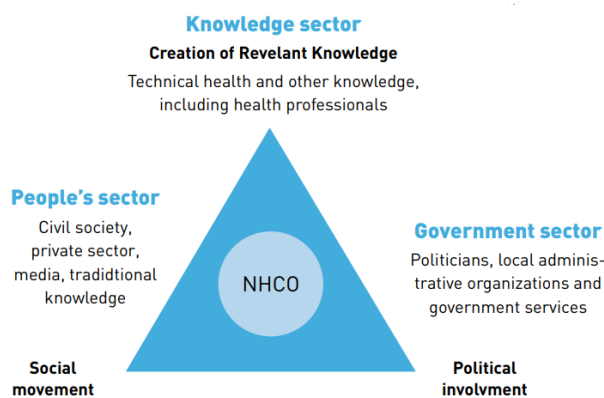 Knowledge sector
Creation of Revelant Knowledge
Technical health and other knowledge,
including health professionals
People's sector
Civil society,
private sector,
media, tradidtional
knowledge
Government sector
Politicians, local adminis-
trative organizations and
government services
NHCO
Social
movement
Political
involvment